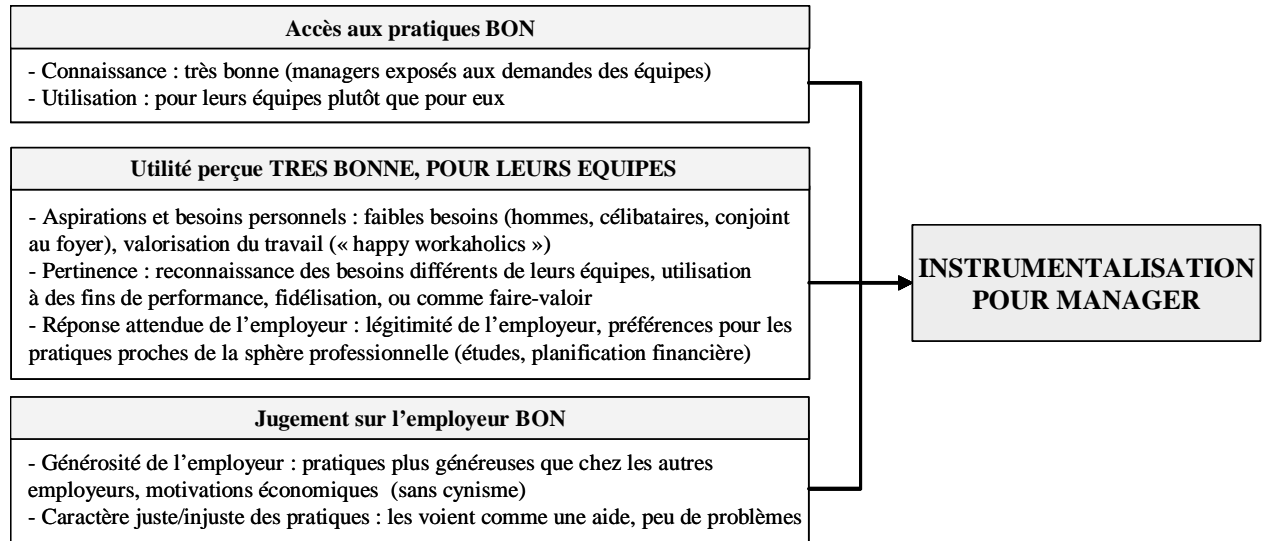 Accès aux pratiques BON
- Connaissance : très bonne (managers exposés aux demandes des équipes)
- Utilisation : pour leurs équipes plutôt que pour eux
Utilité perçue TRES BONNE, POUR LEURS EQUIPES
- Aspirations et besoins personnels : faibles besoins (hommes, célibataires, conjoint
au foyer), valorisation du travail (« happy workaholics »)
- Pertinence : reconnaissance des besoins différents de leurs équipes, utilisation
à des fins de performance, fidélisation, ou comme faire-valoir
- Réponse attendue de l'employeur : légitimité de l'employeur, préférences pour les
pratiques proches de la sphère professionnelle (études, planification financière)
Jugement sur l'employeur BON
- Générosité de l'employeur : pratiques plus généreuses que chez les autres
employeurs, motivations économiques (sans cynisme)
- Caractère juste/injuste des pratiques : les voient comme une aide, peu de problèmes
INSTRUMENTALISATION
POUR MANAGER